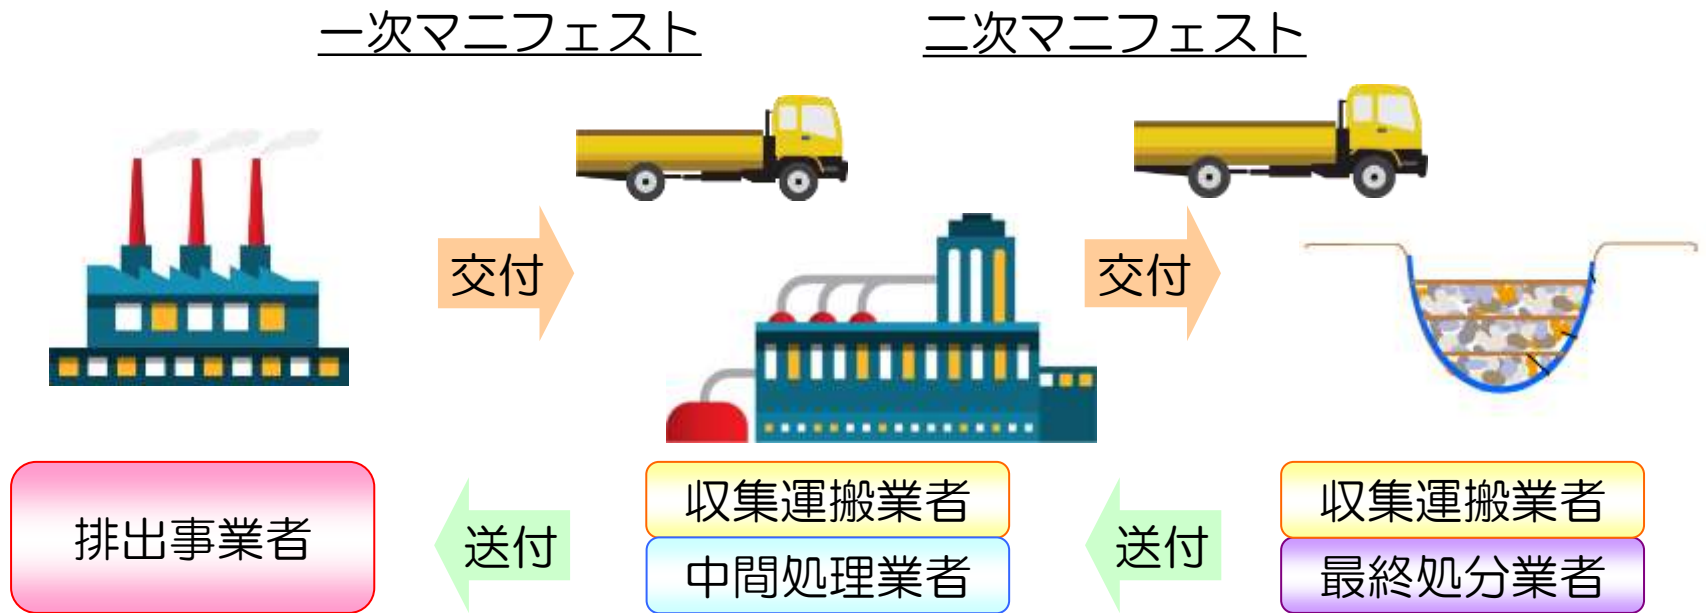 一次マニフェスト
二次マニフェスト
交付
交付
排出事業者
送付
収集運搬業者
中間処理業者
送付
収集運搬業者
最終処分業者